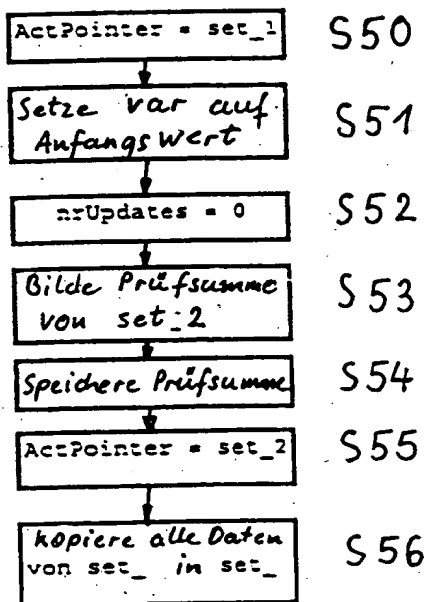 ActPointer = set_1 S50
Setze var auf S51
Anfangswert
nrUpdates = 0 S52
Bilde Prüfsumme S53
von set_2
Speichere Prüfsumme S54
ActPointer = set_2 S55
kopiere alle Daten S56
von set_ in set_